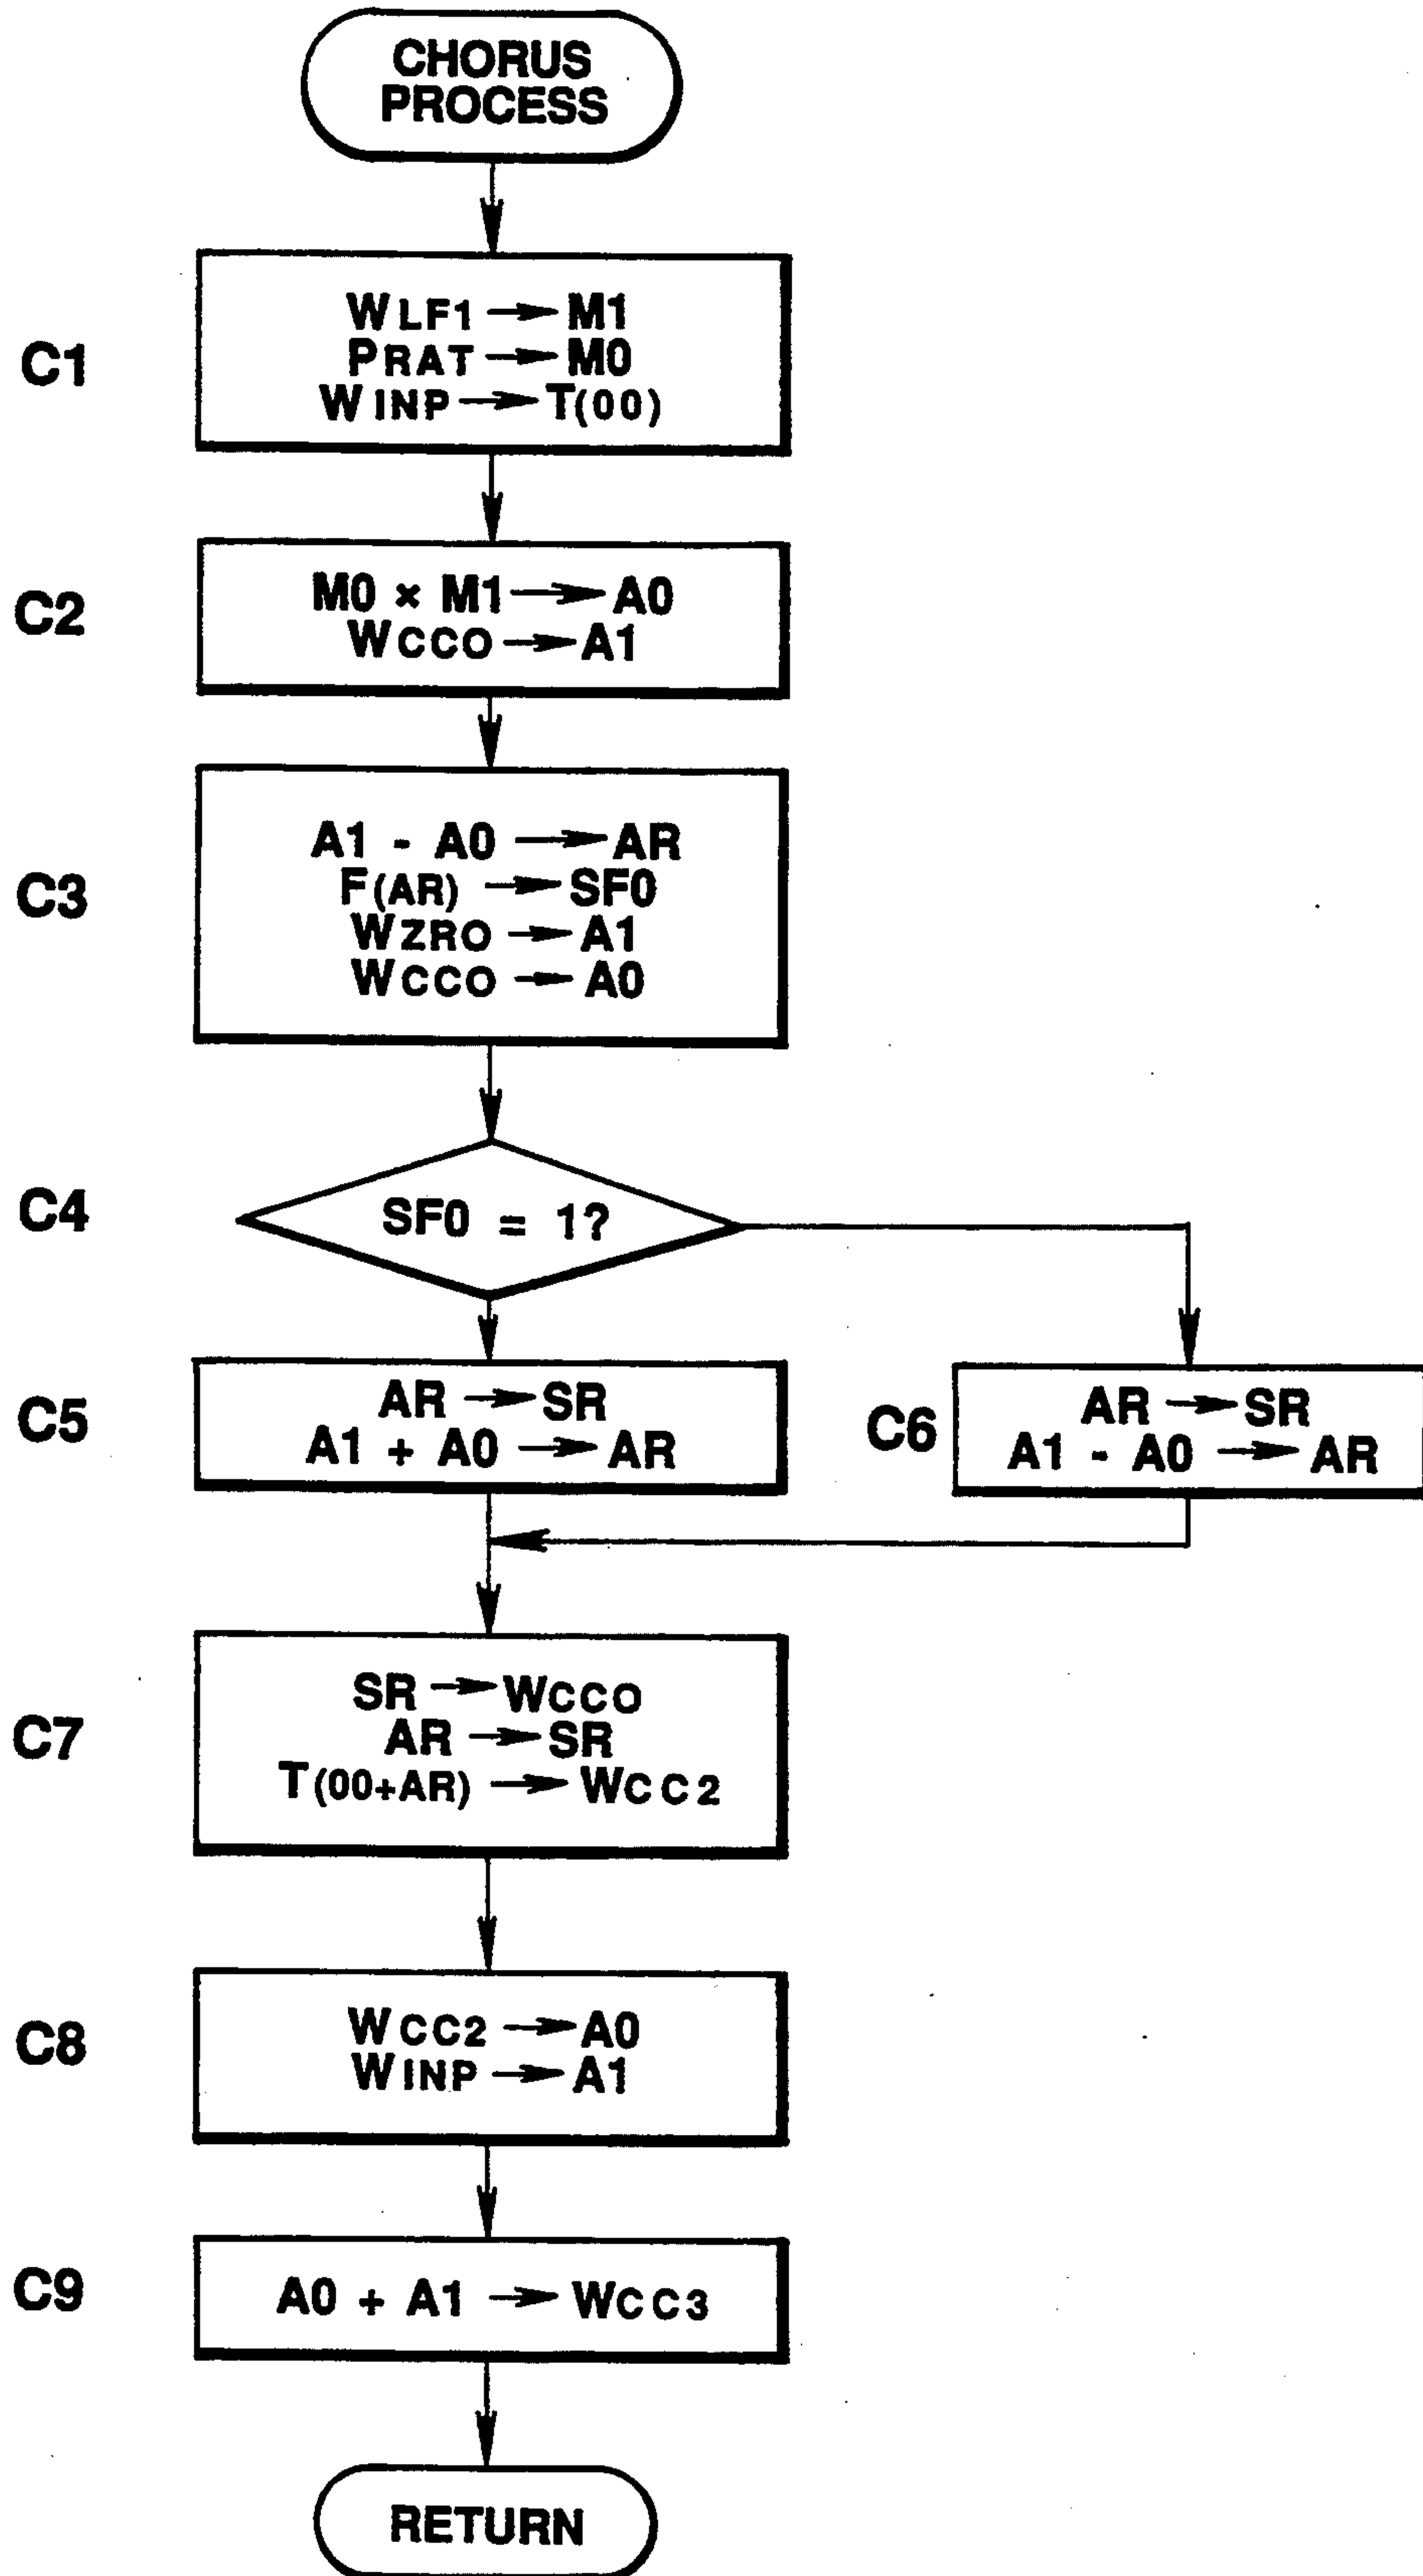 CHORUS
PROCESS
C1
WLF1 → M1
PRAT → M0
WINP → T(00)
C2
M0 × M1 → A0
WCCO → A1
C3
A1 - A0 → AR
F(AR) → SF0
WZRO → A1
WCCO → A0
C4
SF0 = 1?
C5
AR → SR
A1 + A0 → AR
C6
AR → SR
A1 - A0 → AR
C7
SR → WCCO
AR → SR
T(00+AR) → WCC2
C8
WCC2 → A0
WINP → A1
C9
A0 + A1 → WCC3
RETURN